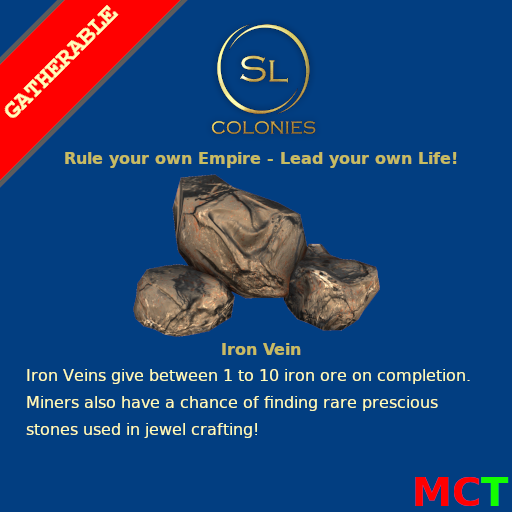 GATHERABLE
SL
COLONIES
Rule your own Empire - Lead your own Life!
Iron Vein
Iron Veins give between 1 to 10 iron ore on completion.
Miners also have a chance of finding rare prescious
stones used in jewel crafting!
MCT